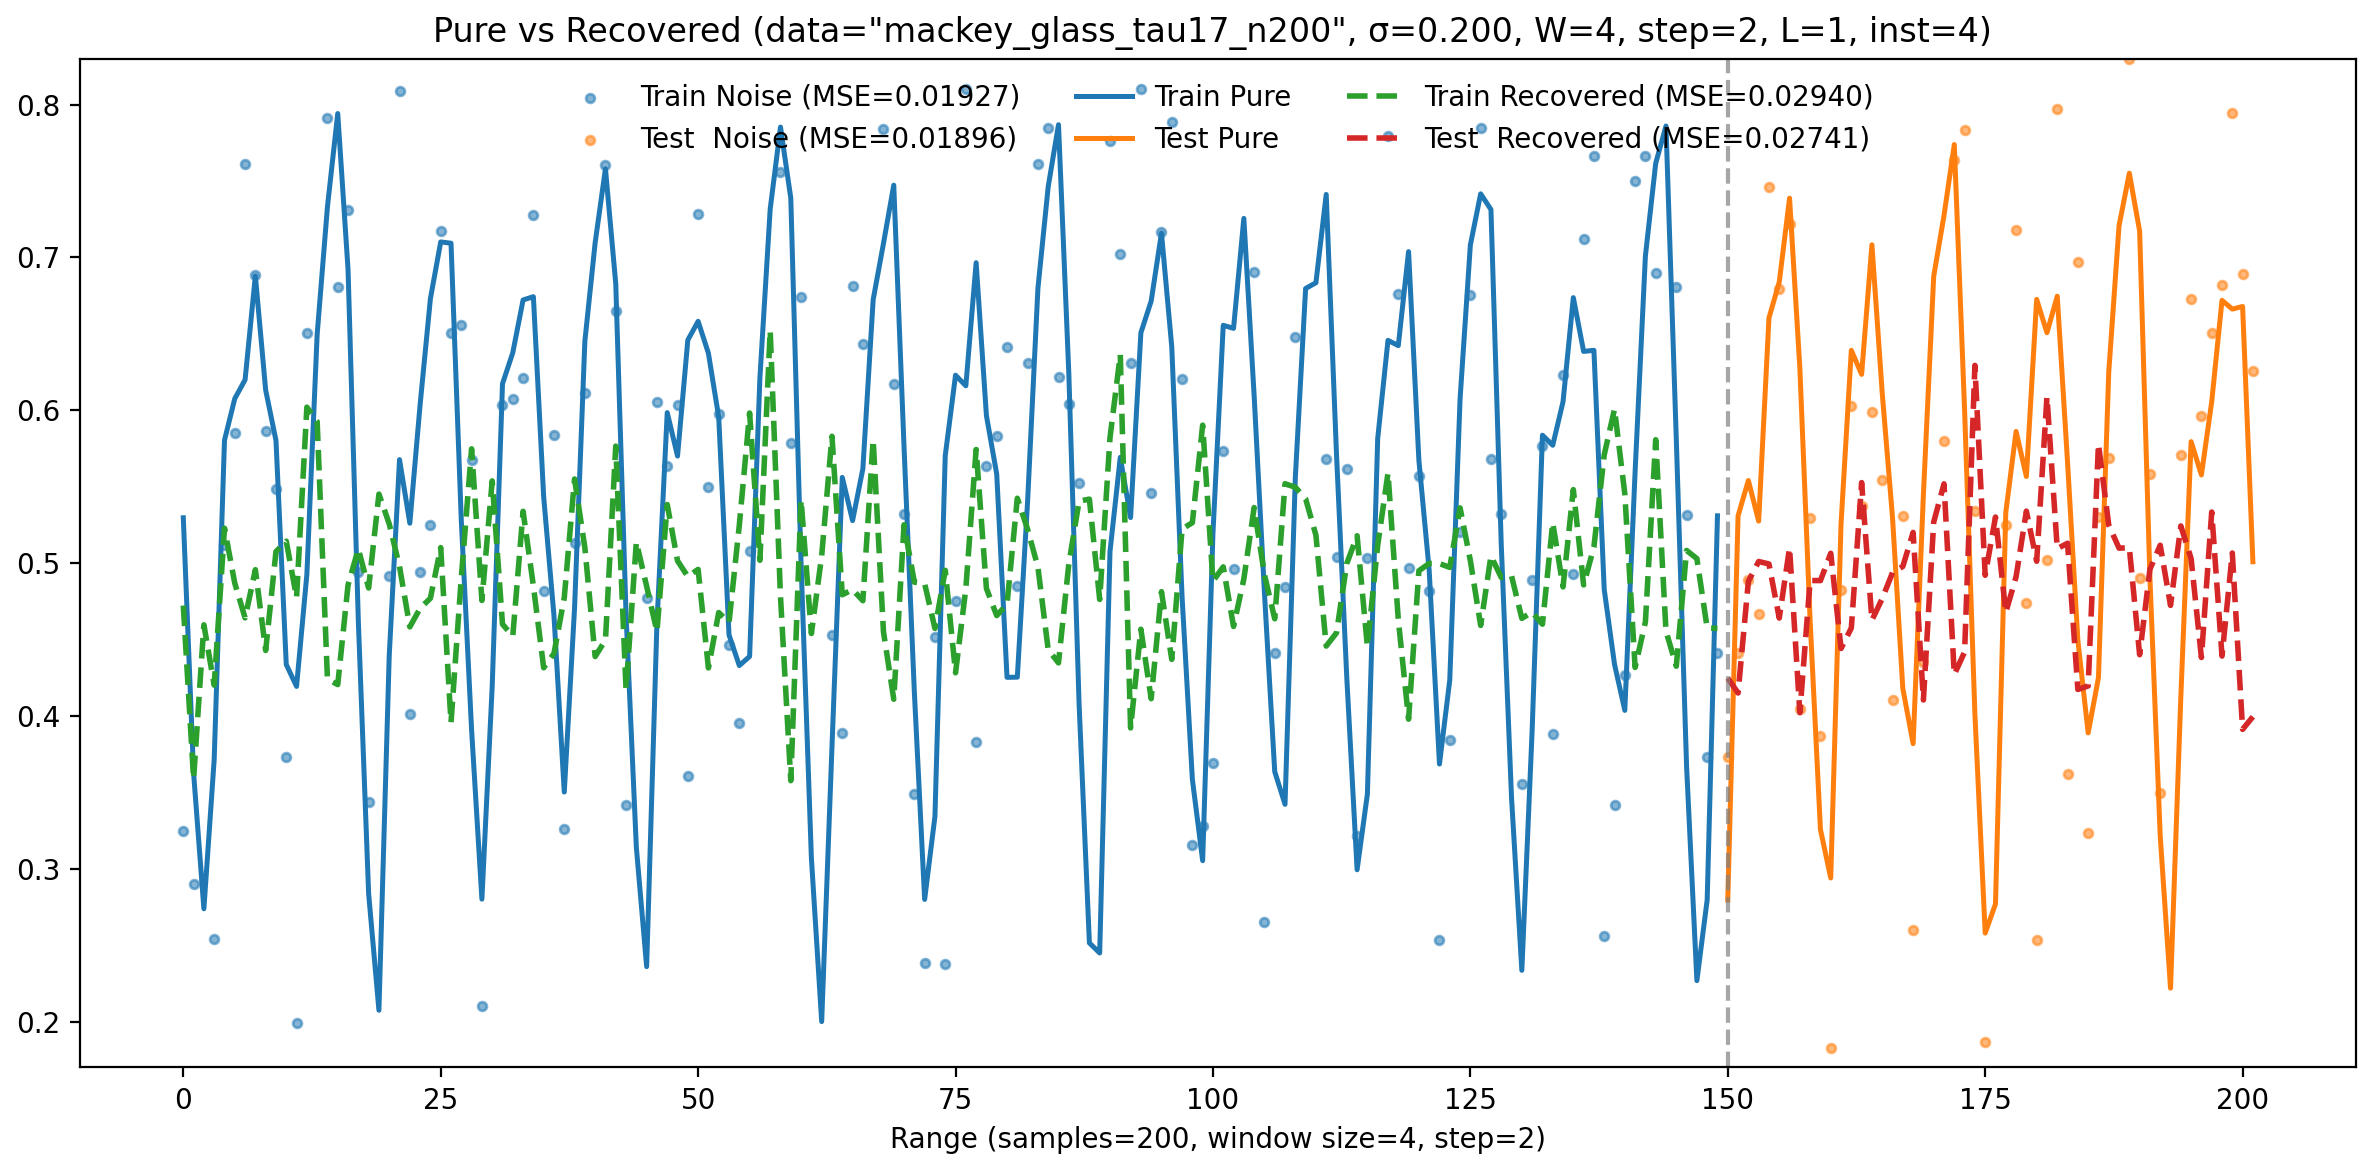 Pure vs Recovered (data="mackey_glass_tau17_n200", σ=0.200, W=4, step=2, L=1, inst=4)
Train Noise (MSE=0.01927) Train Pure Train Recovered (MSE=0.02940)
Test  Noise (MSE=0.01896) Test Pure Test  Recovered (MSE=0.02741)
0.8
0.7
0.6
0.5
0.4
0.3
0.2
0 25 50 75 100 125 150 175 200
Range (samples=200, window size=4, step=2)